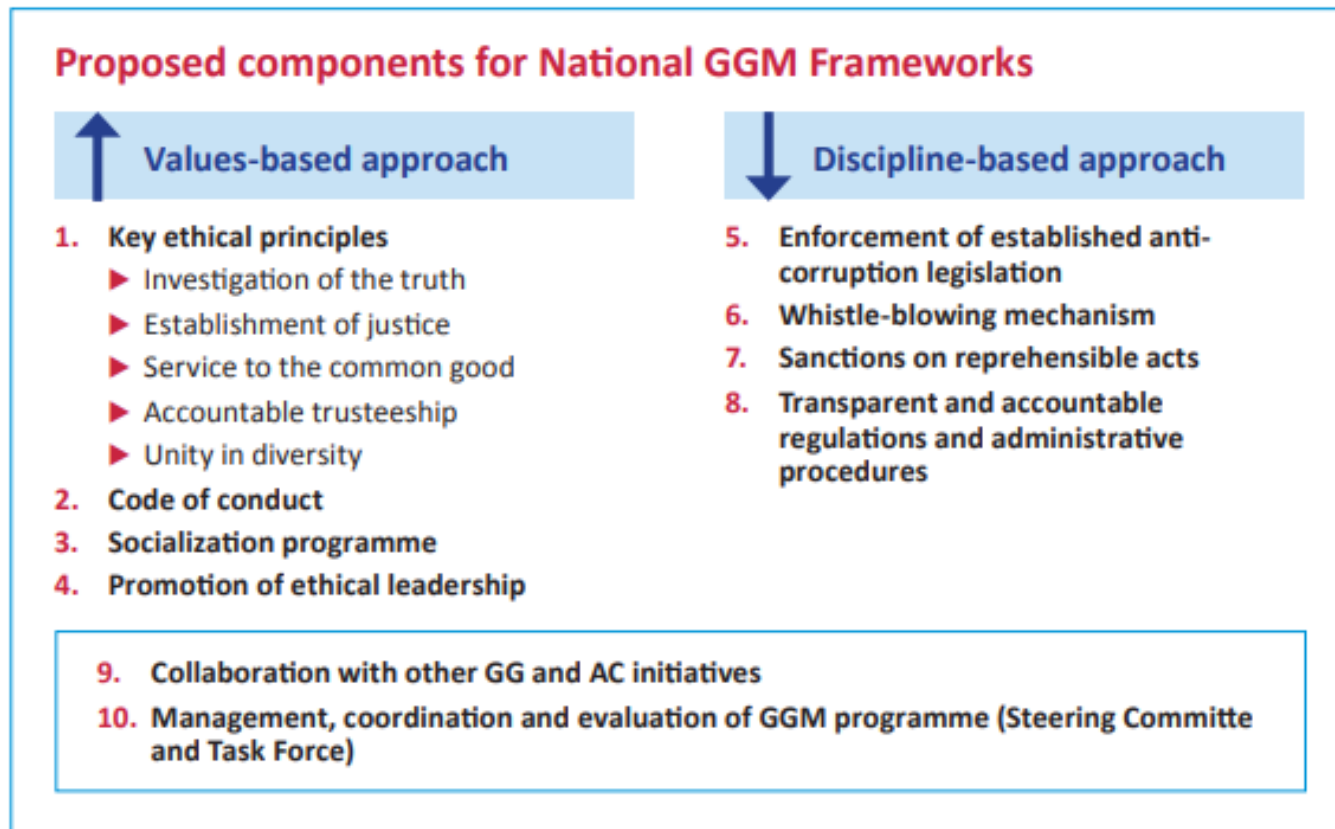 Proposed components for National GGM Frameworks
Values-based approach
1. Key ethical principles
▶ Investigation of the truth
▶ Establishment of justice
▶ Service to the common good
▶ Accountable trusteeship
▶ Unity in diversity
2. Code of conduct
3. Socialization programme
4. Promotion of ethical leadership
Discipline-based approach
5. Enforcement of established anti-
corruption legislation
6. Whistle-blowing mechanism
7. Sanctions on reprehensible acts
8. Transparent and accountable
regulations and administrative
procedures
9. Collaboration with other GG and AC initiatives
10. Management, coordination and evaluation of GGM programme (Steering Committe
and Task Force)